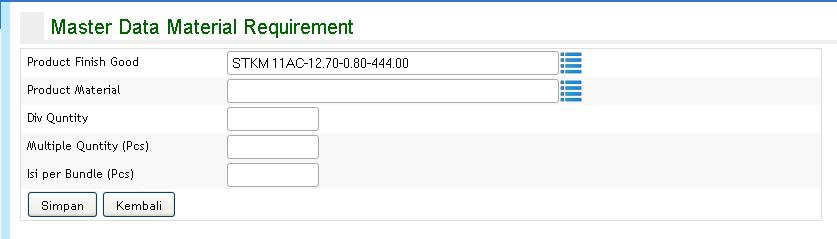 Master Data Material Requirement
Product Finish Good STKM 11AC-12.70-0.80-444.00
Product Material
Div Quntity
Multiple Quntity (Pcs)
Isi per Bundle (Pcs)
Simpan Kembali